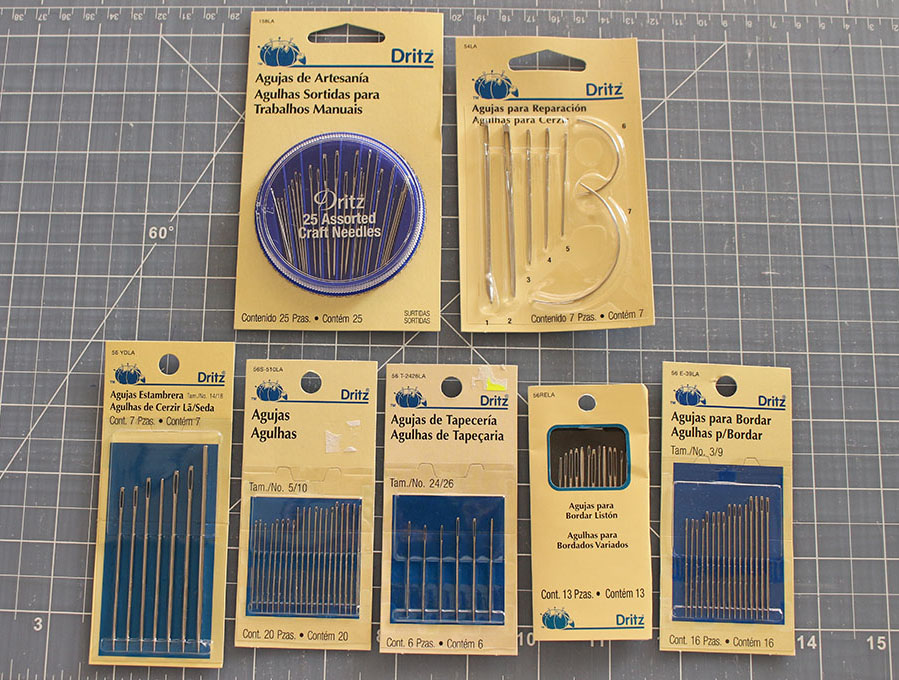 158LA
Dritz
Agujas de Artesanía
Agulhas Sortidas para
Trabalhos Manuais
Dritz
25 Assorted
Craft Needles
Contenido 25 Pzas. • Contém 25
SURTIDAS
SORTIDAS
54LA
Dritz
Agujas para Reparación
Agulhas para Cerzir
6
7
5
4
3
2
1
Contenido 7 Pzas. • Contém 7
60°
56 YDLA
Dritz
Agujas Estambrera Tam./No. 14/18
Agulhas de Cerzir Lã/Seda
Cont. 7 Pzas. • Contém 7
56S-510LA
Dritz
Agujas
Agulhas
Tam./No. 5/10
Cont. 20 Pzas. • Contém 20
56 T-2426LA
Dritz
Agujas de Tapecería
Agulhas de Tapeçaria
Tam./No. 24/26
Cont. 6 Pzas. • Contém 6
56RELA
Agujas para
Bordar Listón
Agulhas para
Bordados Variados
Cont. 13 Pzas. • Contém 13
Dritz
56 E-39LA
Dritz
Agujas para Bordar
Agulhas p/Bordar
Tam./No. 3/9
Cont. 16 Pzas. • Contém 16
3
10
14
15